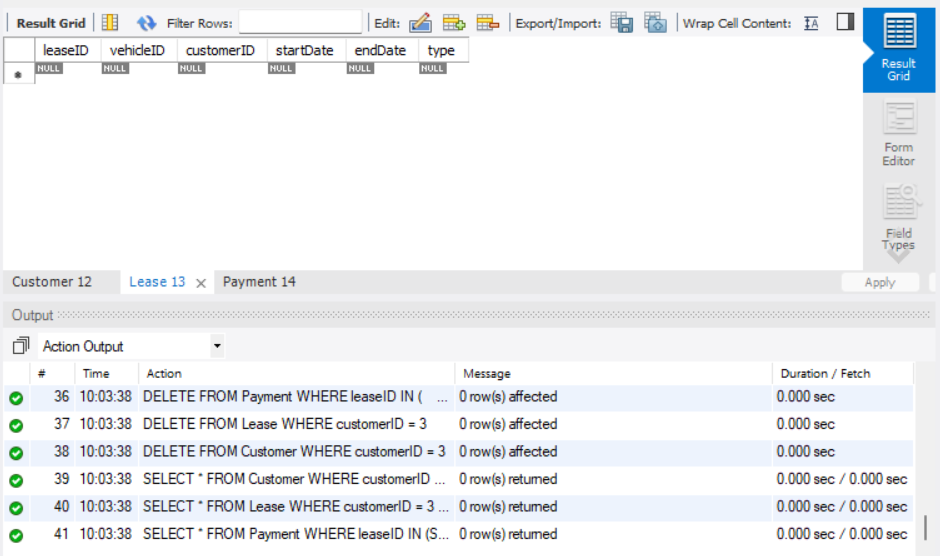 Result Grid Filter Rows: Edit: Export/Import: Wrap Cell Content: IA
leaseID vehicleID customerID startDate endDate type
* NULL NULL NULL NULL NULL NULL
Result
Grid
Form
Editor
Field
Types
Customer 12 Lease 13 × Payment 14 Apply
Output
Action Output
# Time Action Message Duration / Fetch
36 10:03:38 DELETE FROM Payment WHERE leaseID IN ( ... 0 row(s) affected 0.000 sec
37 10:03:38 DELETE FROM Lease WHERE customerID = 3 0 row(s) affected 0.000 sec
38 10:03:38 DELETE FROM Customer WHERE customerID = 3 0 row(s) affected 0.000 sec
39 10:03:38 SELECT * FROM Customer WHERE customerID ... 0 row(s) returned 0.000 sec / 0.000 sec
40 10:03:38 SELECT * FROM Lease WHERE customerID = 3 ... 0 row(s) returned 0.000 sec / 0.000 sec
41 10:03:38 SELECT * FROM Payment WHERE leaseID IN (S... 0 row(s) returned 0.000 sec / 0.000 sec